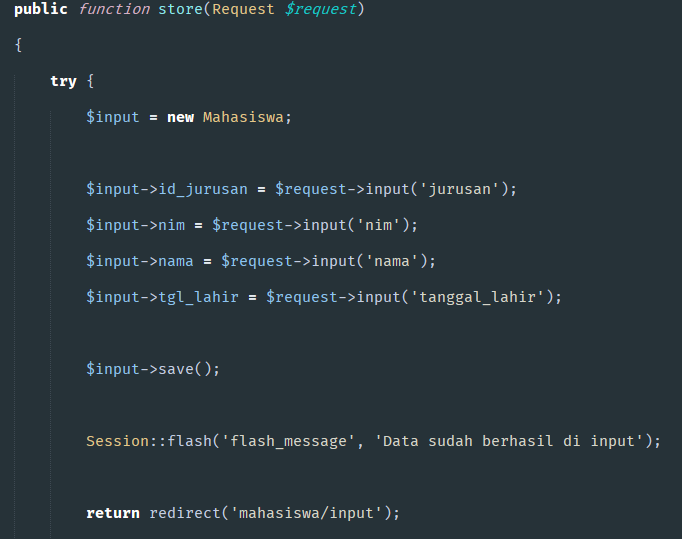 public function store(Request $request)
{
try {
$input = new Mahasiswa;
$input->id_jurusan = $request->input('jurusan');
$input->nim = $request->input('nim');
$input->nama = $request->input('nama');
$input->tgl_lahir = $request->input('tanggal_lahir');
$input->save();
Session::flash('flash_message', 'Data sudah berhasil di input');
return redirect('mahasiswa/input');